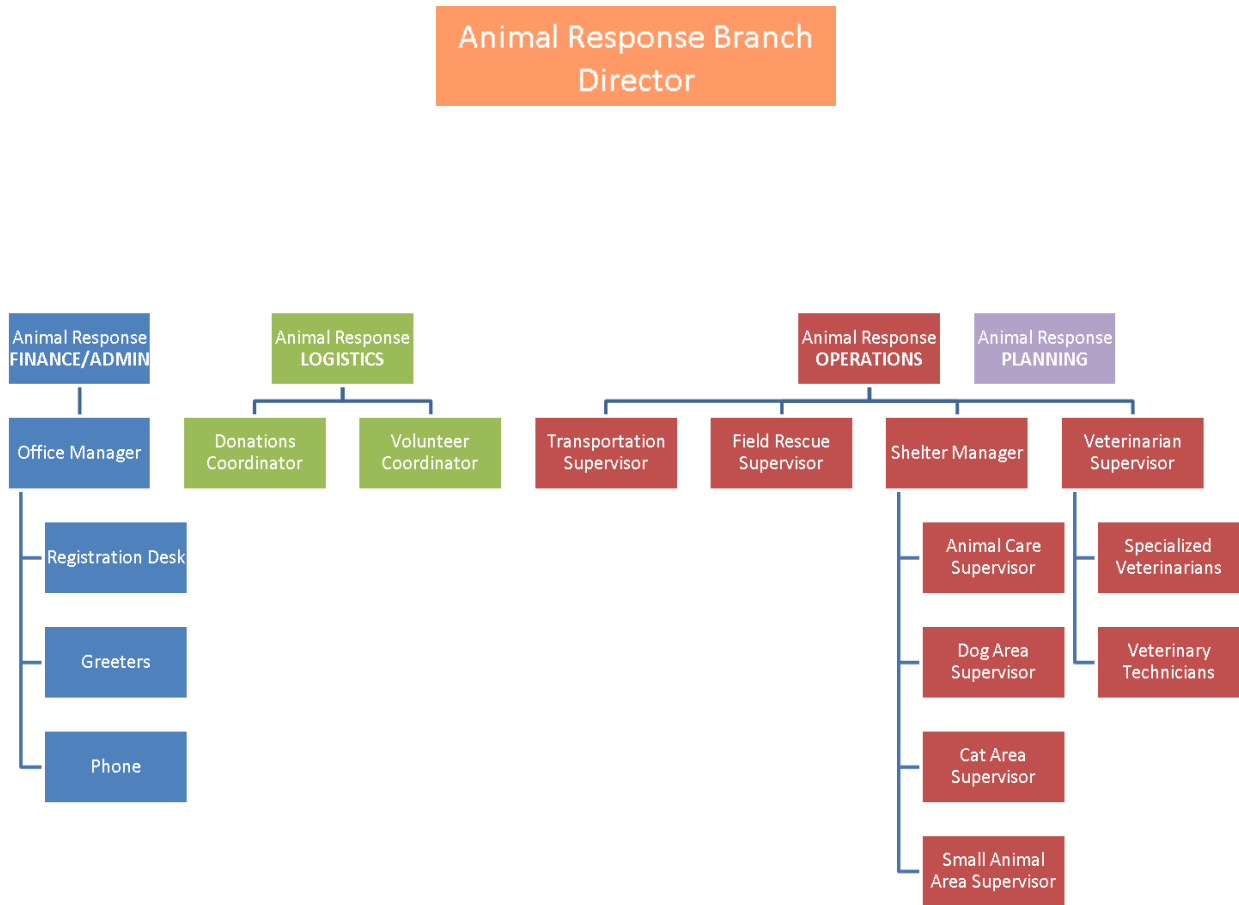 Animal Response Branch
Director
Animal Response
FINANCE/ADMIN
Animal Response
LOGISTICS
Animal Response
OPERATIONS
Animal Response
PLANNING
Office Manager
Donations
Coordinator
Volunteer
Coordinator
Transportation
Supervisor
Field Rescue
Supervisor
Shelter Manager
Veterinarian
Supervisor
Registration Desk
Greeters
Phone
Animal Care
Supervisor
Dog Area
Supervisor
Cat Area
Supervisor
Small Animal
Area Supervisor
Specialized
Veterinarians
Veterinary
Technicians